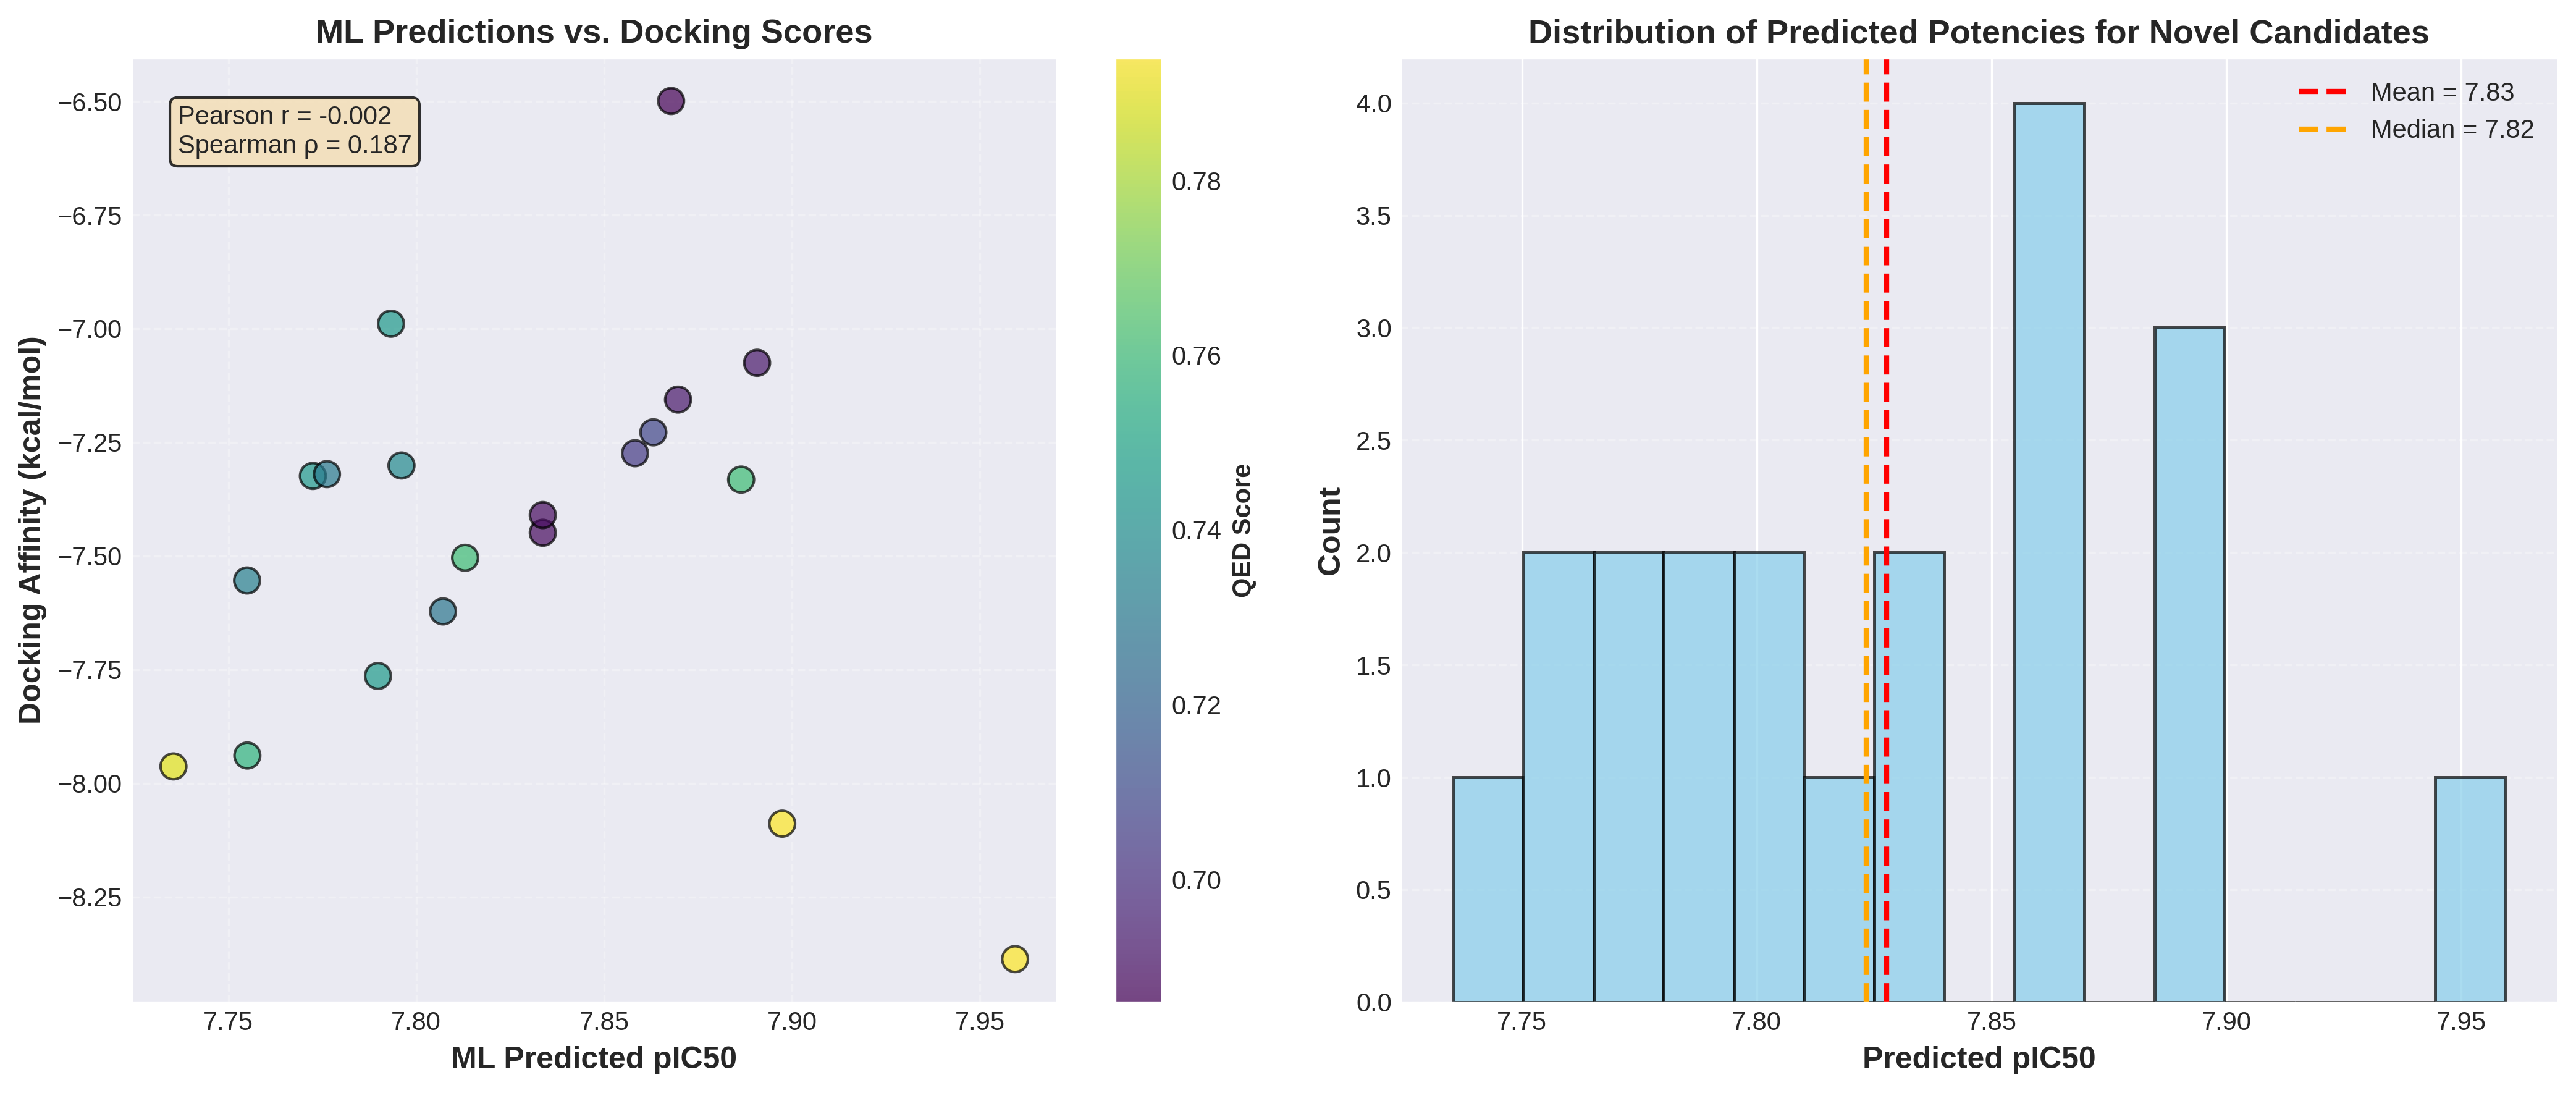 ML Predictions vs. Docking Scores
Pearson r = -0.002
Spearman ρ = 0.187
Docking Affinity (kcal/mol)
−6.50
−6.75
−7.00
−7.25
−7.50
−7.75
−8.00
−8.25
7.75
7.80
7.85
7.90
7.95
ML Predicted pIC50
0.78
0.76
0.74
0.72
0.70
QED Score
Distribution of Predicted Potencies for Novel Candidates
Mean = 7.83
Median = 7.82
Count
4.0
3.5
3.0
2.5
2.0
1.5
1.0
0.5
0.0
7.75
7.80
7.85
7.90
7.95
Predicted pIC50